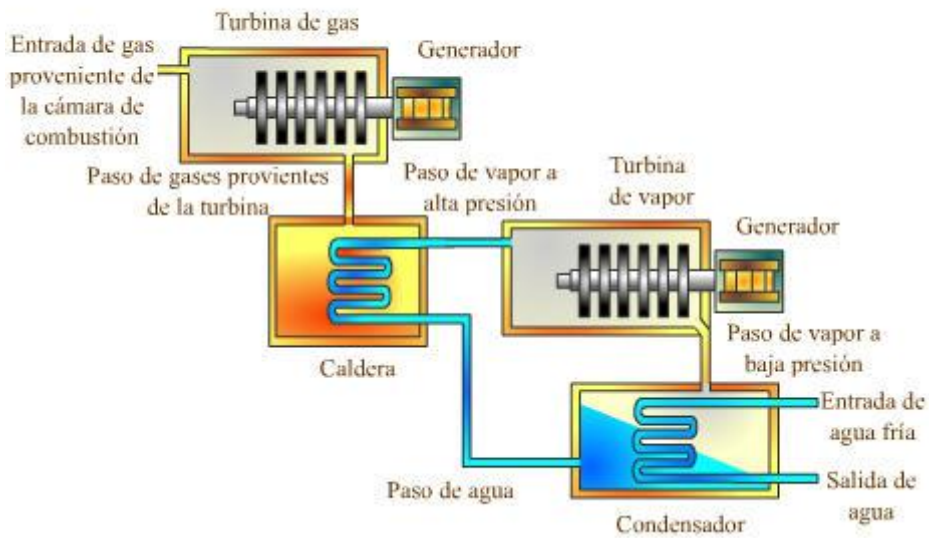 Turbina de gas
Entrada de gas
proveniente de
la cámara de
combustión
Generador
Paso de gases provientes
de la turbina
Paso de vapor a
alta presión
Turbina
de vapor
Generador
Caldera
Paso de vapor a
baja presión
Entrada de
agua fría
Paso de agua
Salida de
agua
Condensador